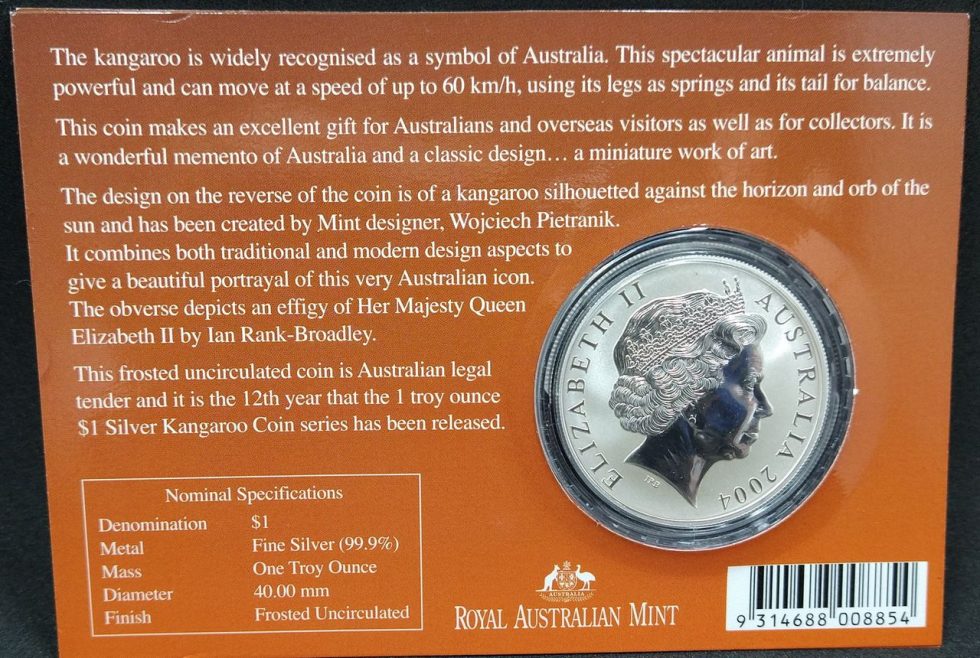 The kangaroo is widely recognised as a symbol of Australia. This spectacular animal is extremely
powerful and can move at a speed of up to 60 km/h, using its legs as springs and its tail for balance.
This coin makes an excellent gift for Australians and overseas visitors as well as for collectors. It is
a wonderful memento of Australia and a classic design... a miniature work of art.
The design on the reverse of the coin is of a kangaroo silhouetted against the horizon and orb of the
sun and has been created by Mint designer, Wojciech Pietranik.
It combines both traditional and modern design aspects to
give a beautiful portrayal of this very Australian icon.
The obverse depicts an effigy of Her Majesty Queen
Elizabeth II by Ian Rank-Broadley.
This frosted uncirculated coin is Australian legal
tender and it is the 12th year that the 1 troy ounce
$1 Silver Kangaroo Coin series has been released.
ELIZABETH II AUSTRALIA 2004
IRB
Nominal Specifications
Denomination $1
Metal Fine Silver (99.9%)
Mass One Troy Ounce
Diameter 40.00 mm
Finish Frosted Uncirculated
AUSTRALIA
ROYAL AUSTRALIAN MINT
9 314688 008854